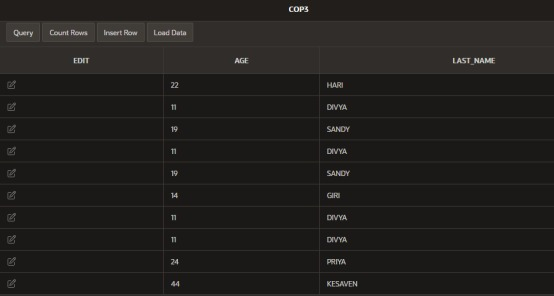 COP3
Query Count Rows Insert Row Load Data
EDIT AGE LAST_NAME
22 HARI
11 DIVYA
19 SANDY
11 DIVYA
19 SANDY
14 GIRI
11 DIVYA
11 DIVYA
24 PRIYA
44 KESAVEN